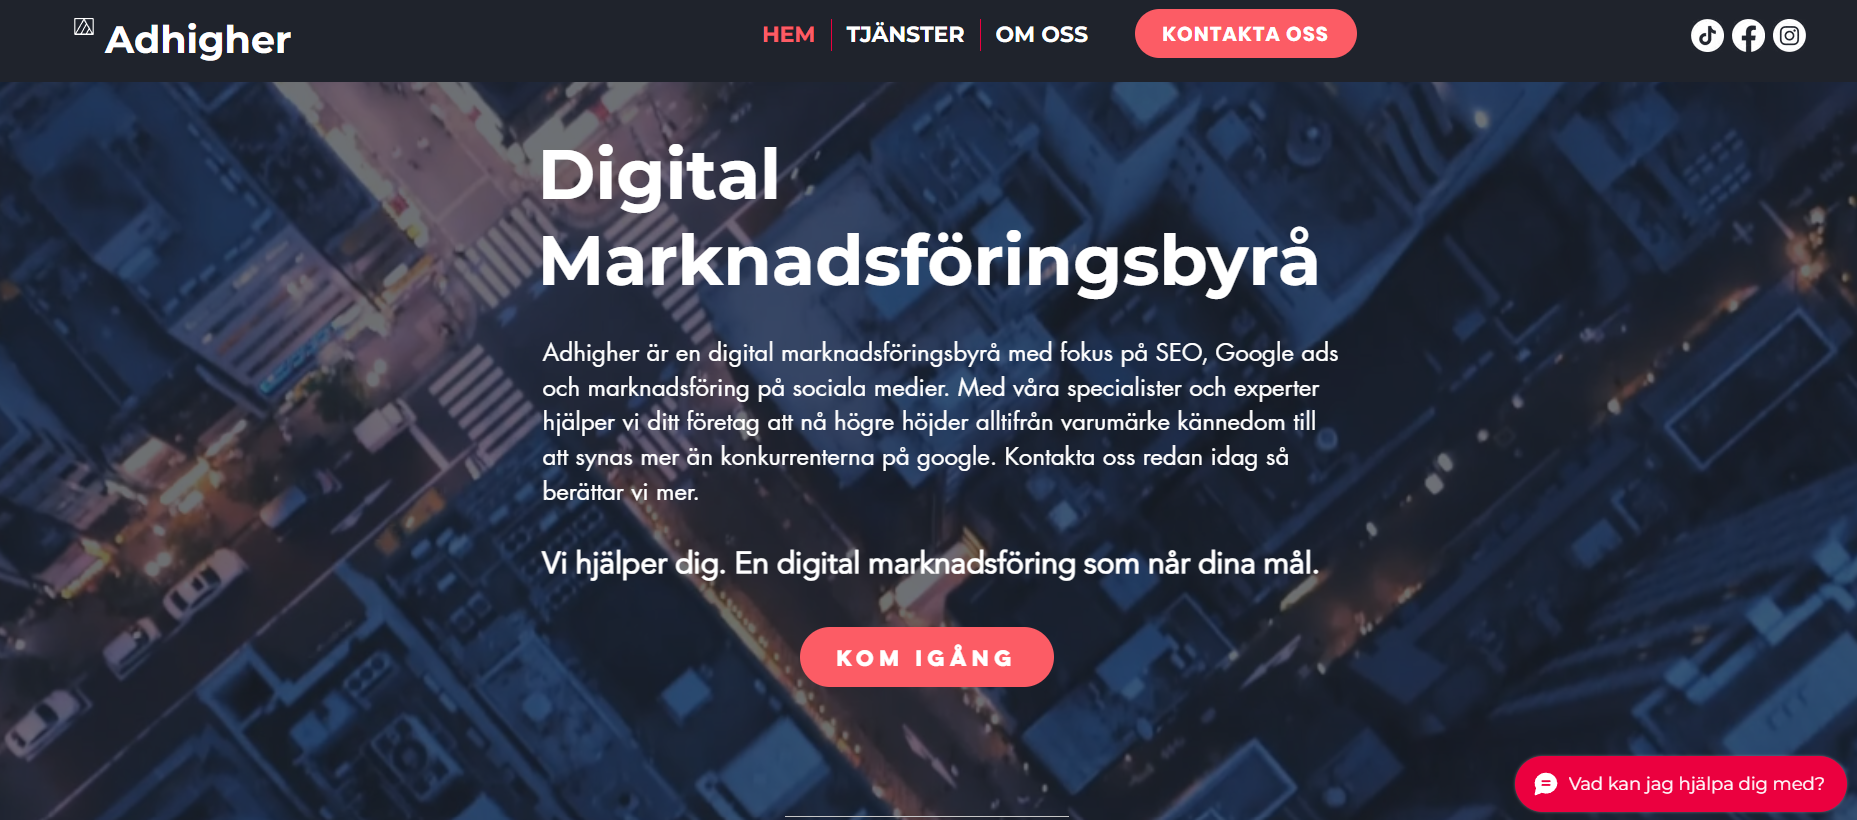 Adhigher
HEM
TJÄNSTER
OM OSS
KONTAKTA OSS
Digital
Marknadsföringsbyrå
Adhigher är en digital marknadsföringsbyrå med fokus på SEO, Google ads
och marknadsföring på sociala medier. Med våra specialister och experter
hjälper vi ditt företag att nå högre höjder alltifrån varumärke kännedom till
att synas mer än konkurrenterna på google. Kontakta oss redan idag så
berättar vi mer.
Vi hjälper dig. En digital marknadsföring som når dina mål.
KOM IGÅNG
Vad kan jag hjälpa dig med?